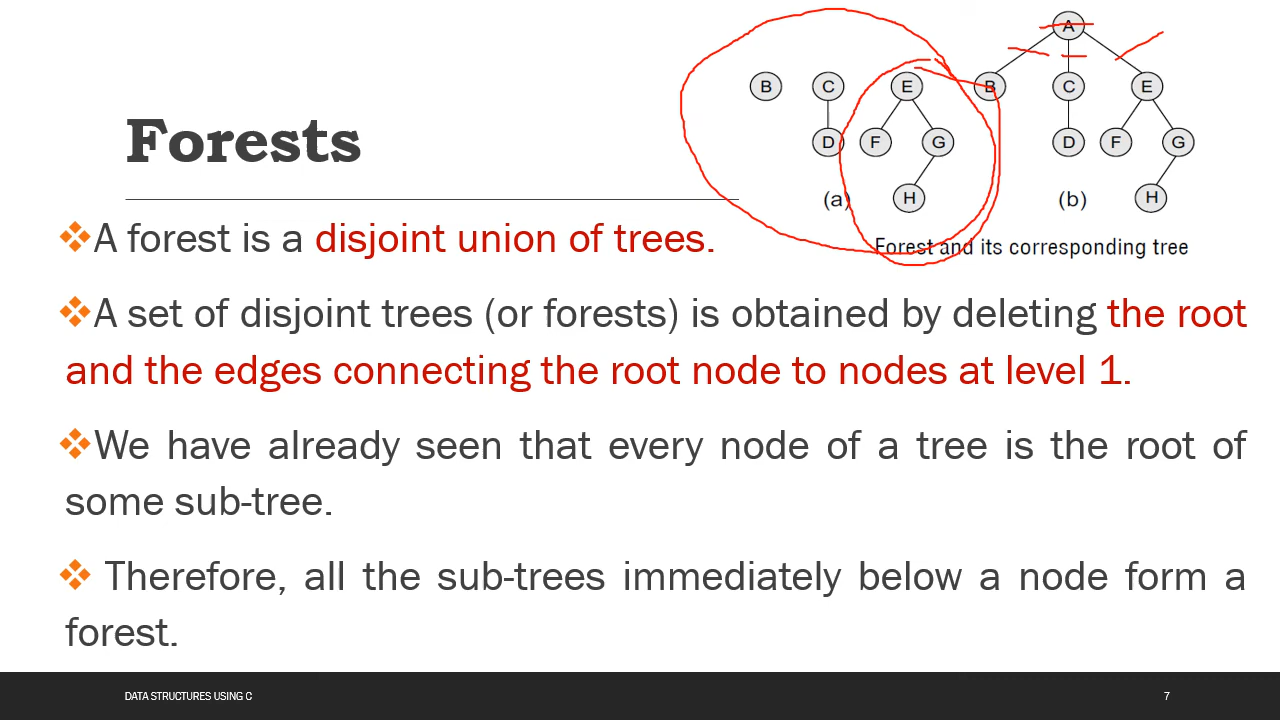 A
B C E B C E
D F G D F G
H H
(a) (b)
Forest and its corresponding tree
Forests
❖A forest is a disjoint union of trees.
❖A set of disjoint trees (or forests) is obtained by deleting the root
and the edges connecting the root node to nodes at level 1.
❖We have already seen that every node of a tree is the root of
some sub-tree.
❖ Therefore, all the sub-trees immediately below a node form a
forest.
DATA STRUCTURES USING C
7